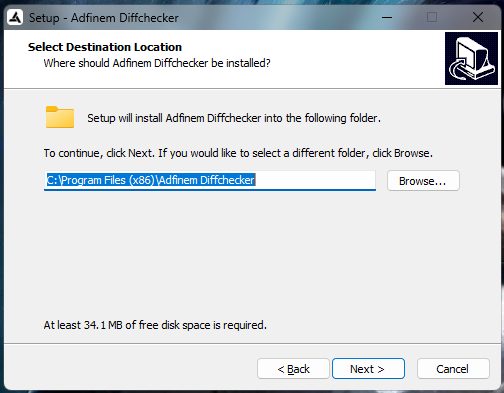 Setup - Adfinem Diffchecker
Select Destination Location
Where should Adfinem Diffchecker be installed?
Setup will install Adfinem Diffchecker into the following folder.
To continue, click Next. If you would like to select a different folder, click Browse.
C:\Program Files (x86)\Adfinem Diffchecker
Browse...
At least 34.1 MB of free disk space is required.
< Back
Next >
Cancel